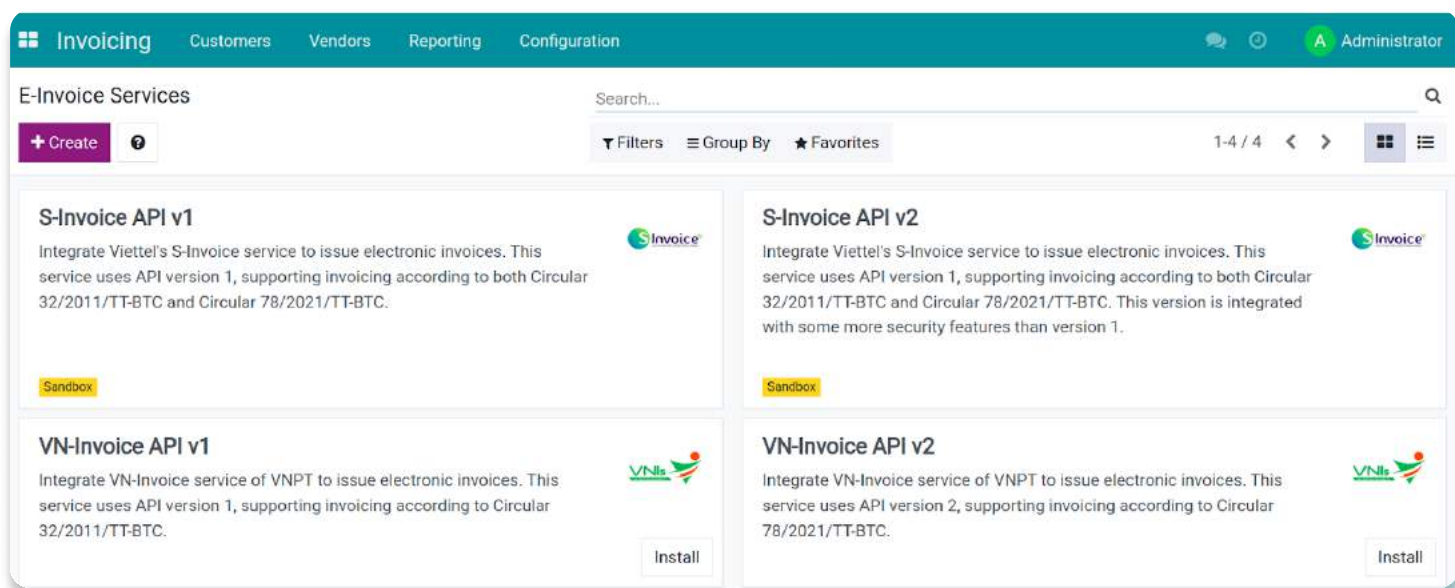 Invoicing Customers Vendors Reporting Configuration A Administrator
E-Invoice Services
Search...
+ Create
Filters Group By Favorites 1-4 / 4
S-Invoice API v1
Integrate Viettel's S-Invoice service to issue electronic invoices. This
service uses API version 1, supporting invoicing according to both Circular
32/2011/TT-BTC and Circular 78/2021/TT-BTC.
SInvoice
Sandbox
S-Invoice API v2
Integrate Viettel's S-Invoice service to issue electronic invoices. This
service uses API version 1, supporting invoicing according to both Circular
32/2011/TT-BTC and Circular 78/2021/TT-BTC. This version is integrated
with some more security features than version 1.
SInvoice
Sandbox
VN-Invoice API v1
Integrate VN-Invoice service of VNPT to issue electronic invoices. This
service uses API version 1, supporting invoicing according to Circular
32/2011/TT-BTC.
VNIs
Install
VN-Invoice API v2
Integrate VN-Invoice service of VNPT to issue electronic invoices. This
service uses API version 2, supporting invoicing according to Circular
78/2021/TT-BTC.
VNIs
Install